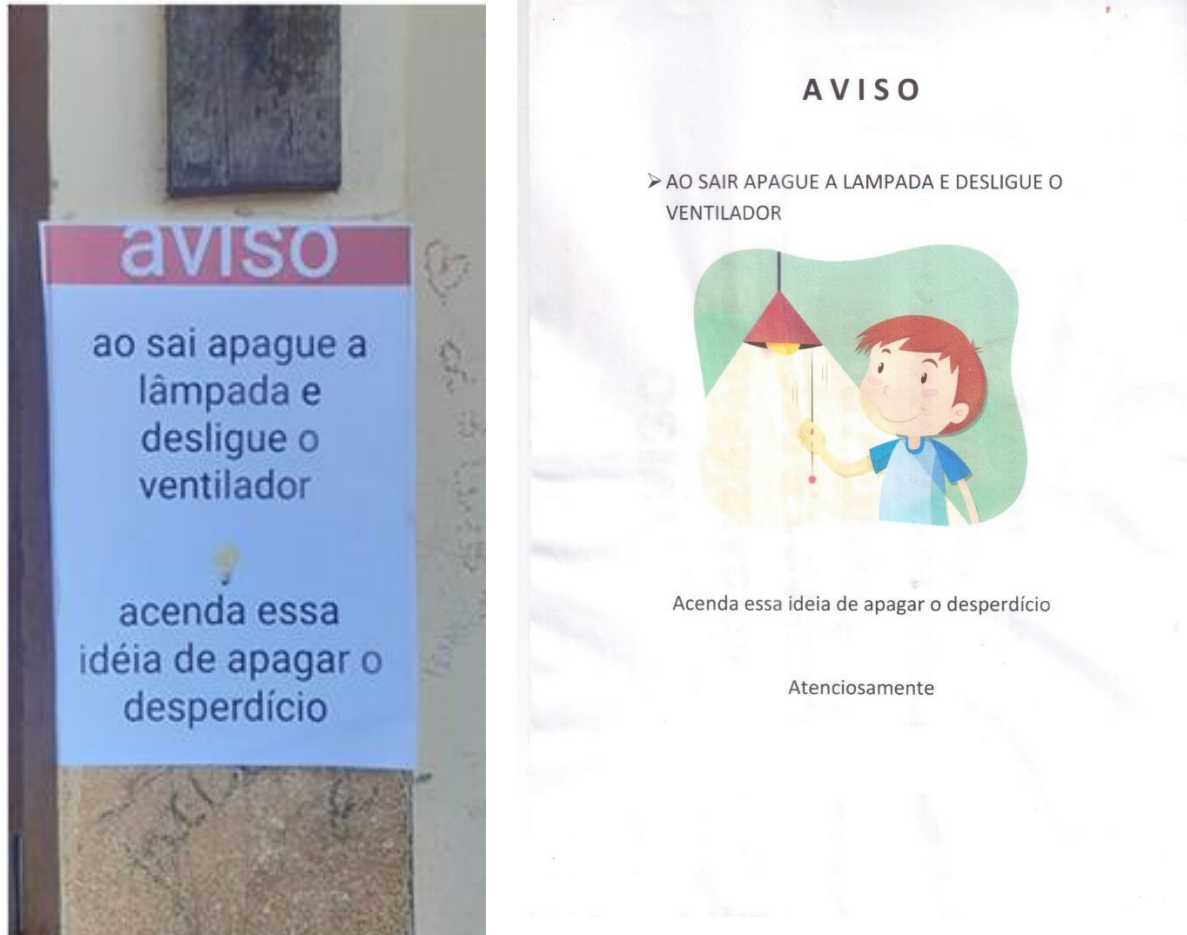 aviso
ao sai apague a
lâmpada e
desligue o
ventilador
acenda essa
idéia de apagar o
desperdício
AVISO
➢ AO SAIR APAGUE A LAMPADA E DESLIGUE O
VENTILADOR
Acenda essa ideia de apagar o desperdício
Atenciosamente